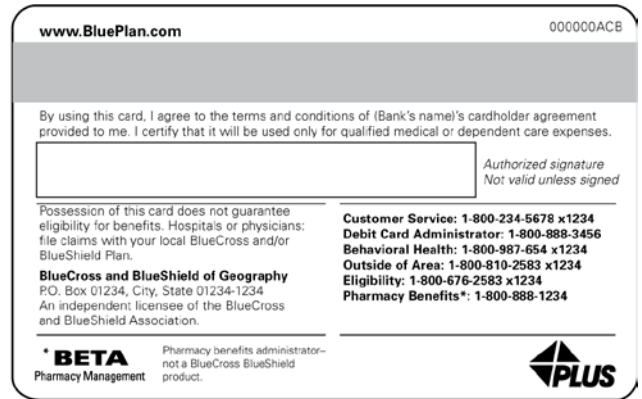 www.BluePlan.com
000000ACB
By using this card, I agree to the terms and conditions of (Bank's name)'s cardholder agreement
provided to me. I certify that it will be used only for qualified medical or dependent care expenses.
Authorized signature
Not valid unless signed
Possession of this card does not guarantee
eligibility for benefits. Hospitals or physicians:
file claims with your local BlueCross and/or
BlueShield Plan.
BlueCross and BlueShield of Geography
P.O. Box 01234, City, State 01234-1234
An independent licensee of the BlueCross
and BlueShield Association.
Customer Service: 1-800-234-5678 x1234
Debit Card Administrator: 1-800-888-3456
Behavioral Health: 1-800-987-654 x1234
Outside of Area: 1-800-810-2583 x1234
Eligibility: 1-800-676-2583 x1234
Pharmacy Benefits*: 1-800-888-1234
* BETA
Pharmacy Management
Pharmacy benefits administrator–
not a BlueCross BlueShield
product.
PLUS